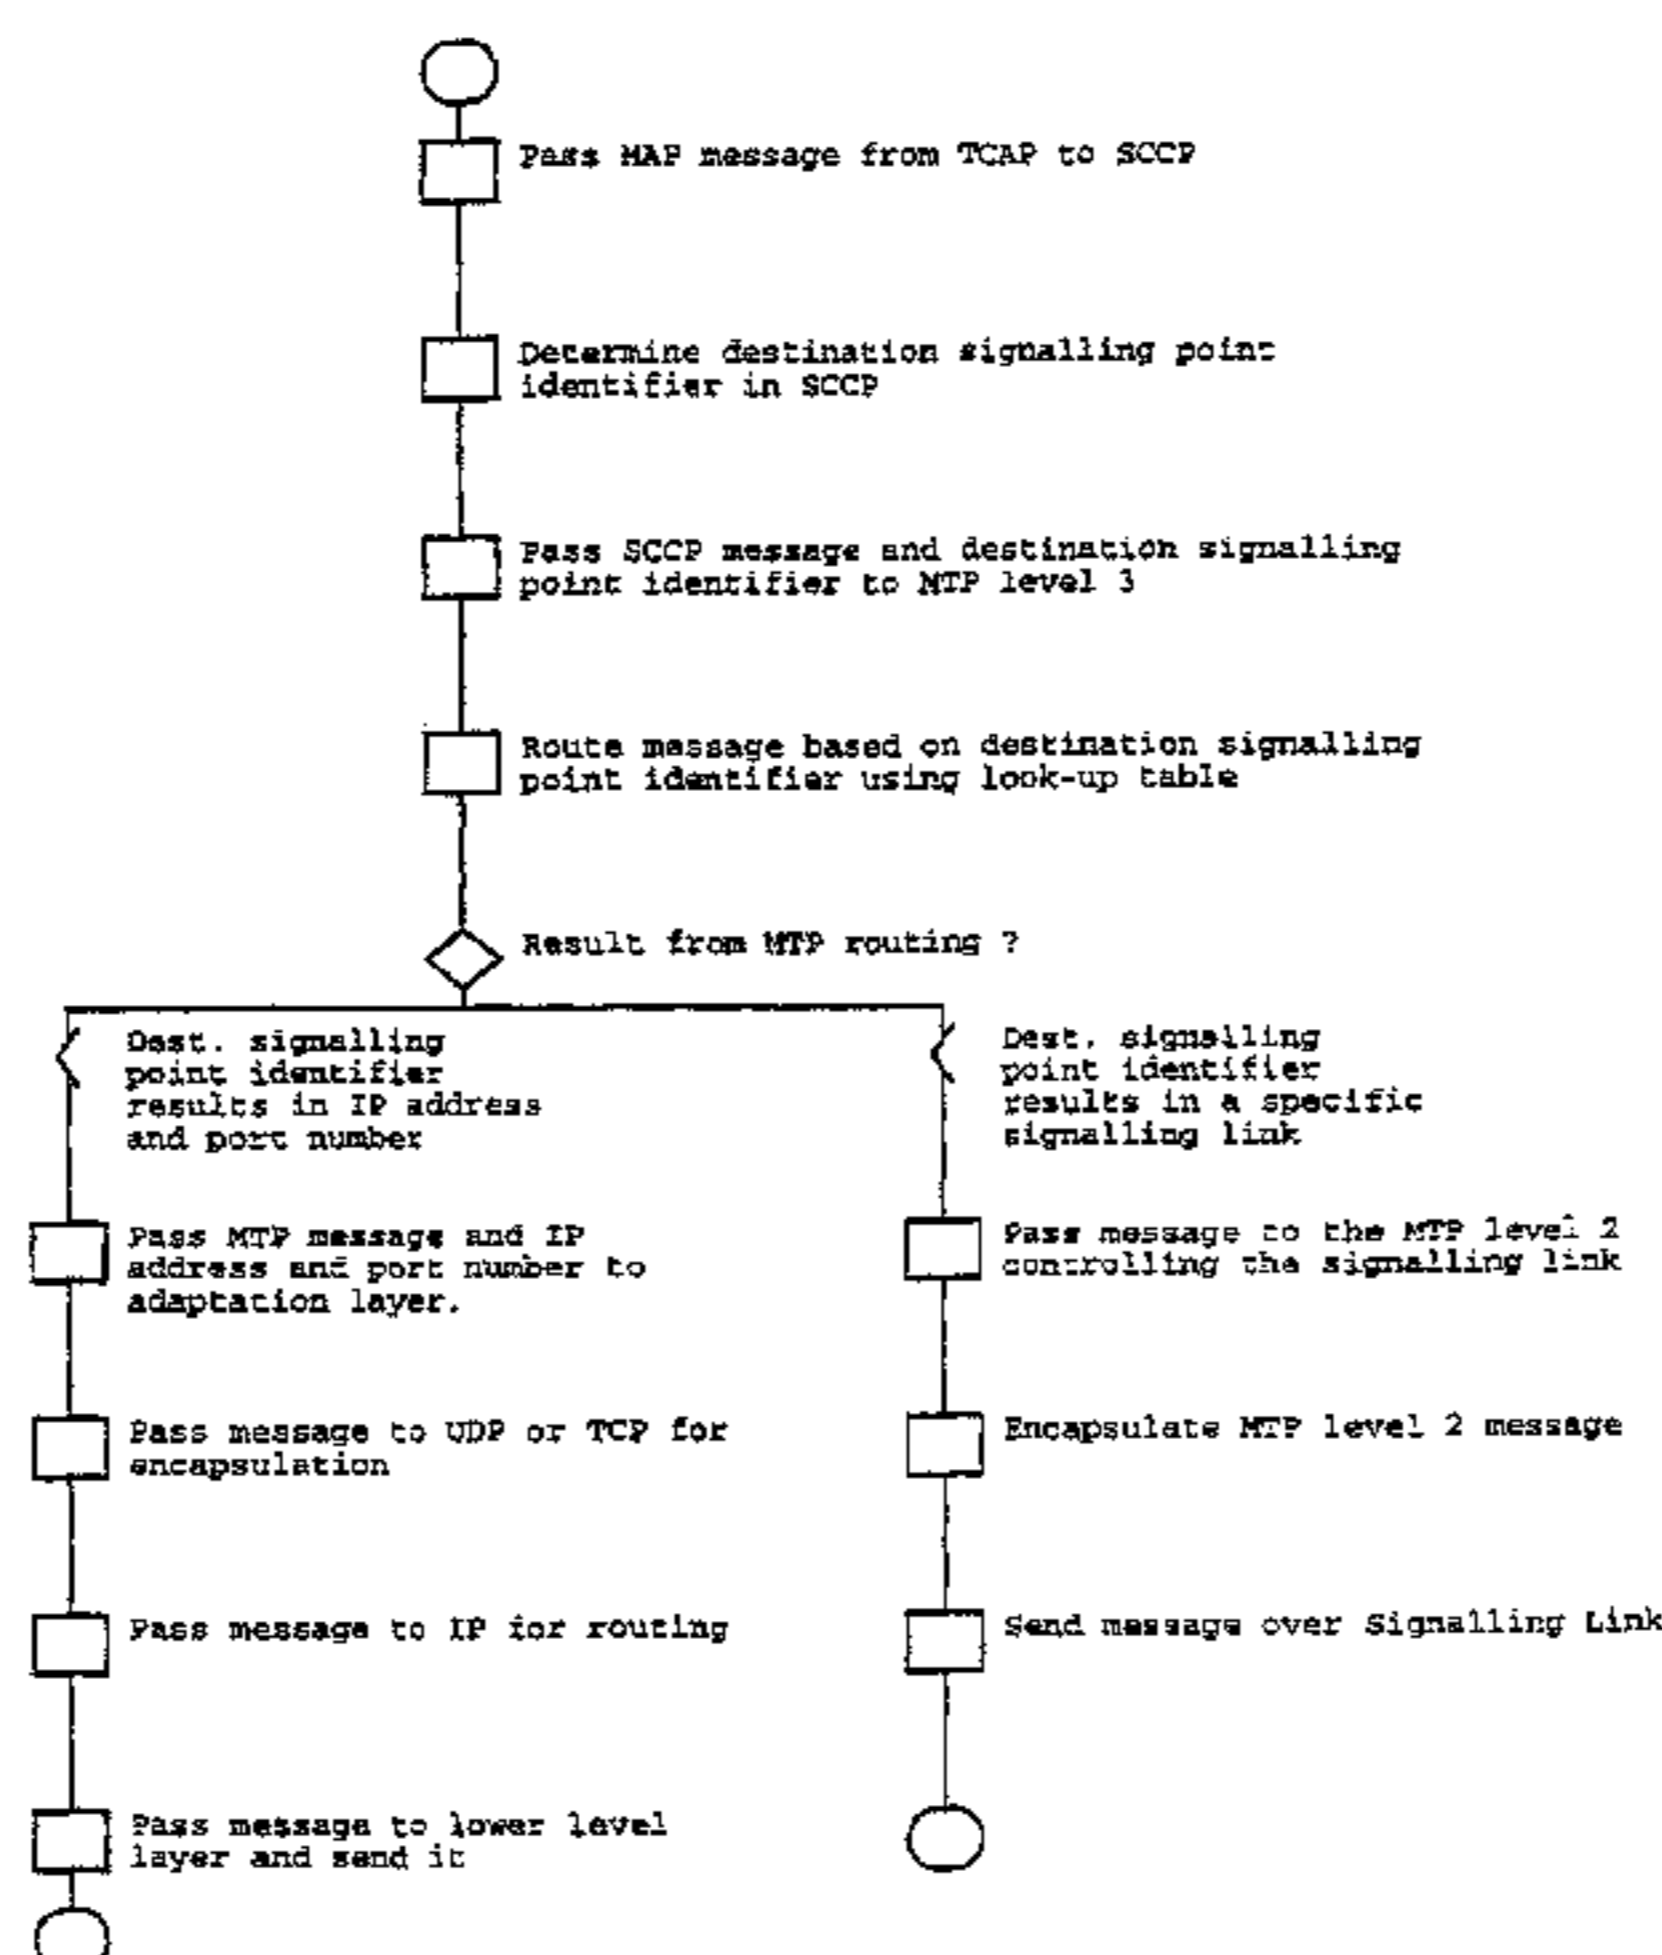 Pass MAP message from TCAP to SCCP
Determine destination signalling point
identifier in SCCP
Pass SCCP message and destination signalling
point identifier to MTP level 3
Route message based on destination signalling
point identifier using look-up table
Result from MTP routing ?
Dest. signalling
point identifier
results in IP address
and port number
Pass MTP message and IP
address and port number to
adaptation layer.
Pass message to UDP or TCP for
encapsulation
Pass message to IP for routing
Pass message to lower level
layer and send it
Dest. signalling
point identifier
results in a specific
signalling link
Pass message to the MTP level 2
controlling the signalling link
Encapsulate MTP level 2 message
Send message over Signalling Link